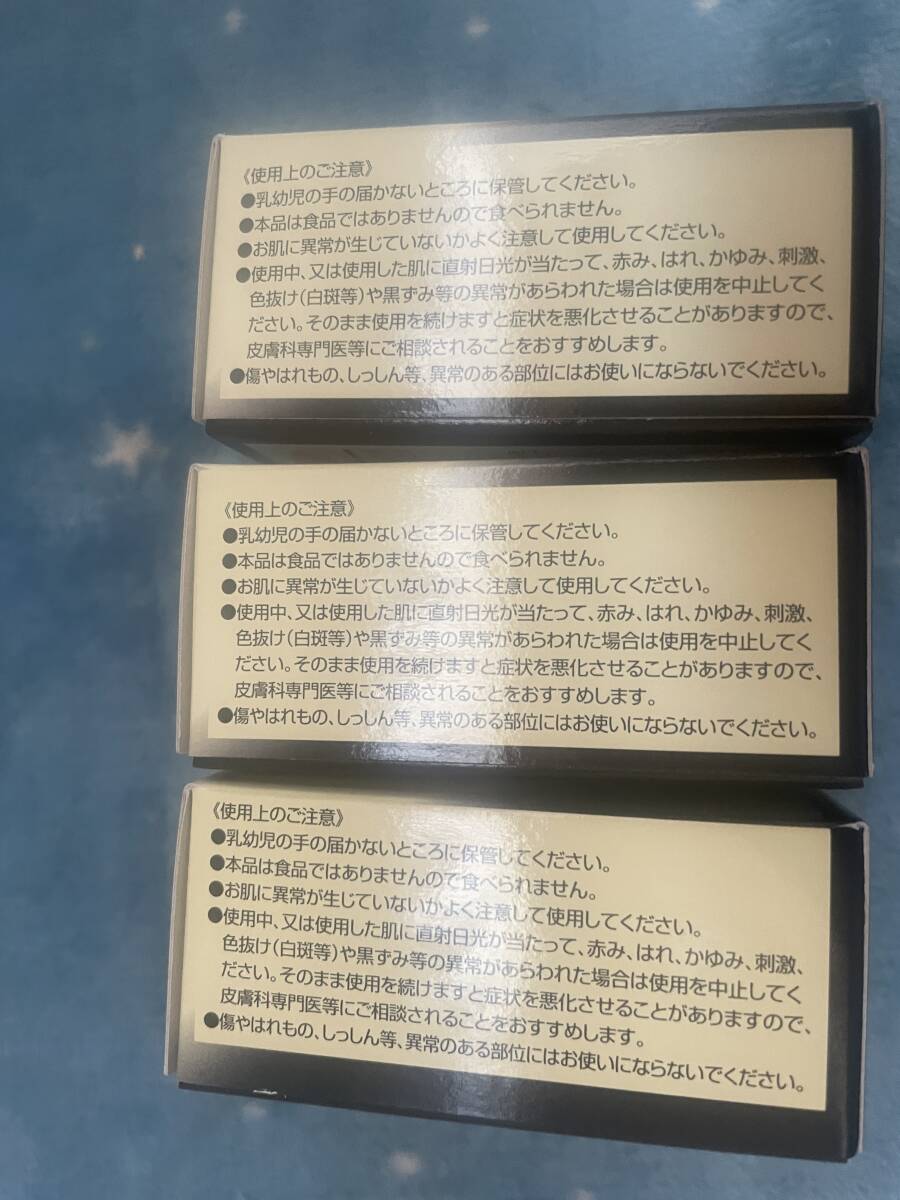 《使用上のご注意》
●乳幼児の手の届かないところに保管してください。
●本品は食品ではありませんので食べられません。
●お肌に異常が生じていないかよく注意して使用してください。
●使用中、又は使用した肌に直射日光が当たって、赤み、はれ、かゆみ、刺激、
色抜け(白斑等)や黒ずみ等の異常があらわれた場合は使用を中止してく
ださい。そのまま使用を続けますと症状を悪化させることがありますので、
皮膚科専門医等にご相談されることをおすすめします。
●傷やはれもの、しっしん等、異常のある部位にはお使いにならないでください。
《使用上のご注意》
●乳幼児の手の届かないところに保管してください。
●本品は食品ではありませんので食べられません。
●お肌に異常が生じていないかよく注意して使用してください。
●使用中、又は使用した肌に直射日光が当たって、赤み、はれ、かゆみ、刺激、
色抜け(白斑等)や黒ずみ等の異常があらわれた場合は使用を中止してく
ださい。そのまま使用を続けますと症状を悪化させることがありますので、
皮膚科専門医等にご相談されることをおすすめします。
●傷やはれもの、しっしん等、異常のある部位にはお使いにならないでください。
《使用上のご注意》
●乳幼児の手の届かないところに保管してください。
●本品は食品ではありませんので食べられません。
●お肌に異常が生じていないかよく注意して使用してください。
●使用中、又は使用した肌に直射日光が当たって、赤み、はれ、かゆみ、刺激、
色抜け(白斑等)や黒ずみ等の異常があらわれた場合は使用を中止してく
ださい。そのまま使用を続けますと症状を悪化させることがありますので、
皮膚科専門医等にご相談されることをおすすめします。
●傷やはれもの、しっしん等、異常のある部位にはお使いにならないでください。